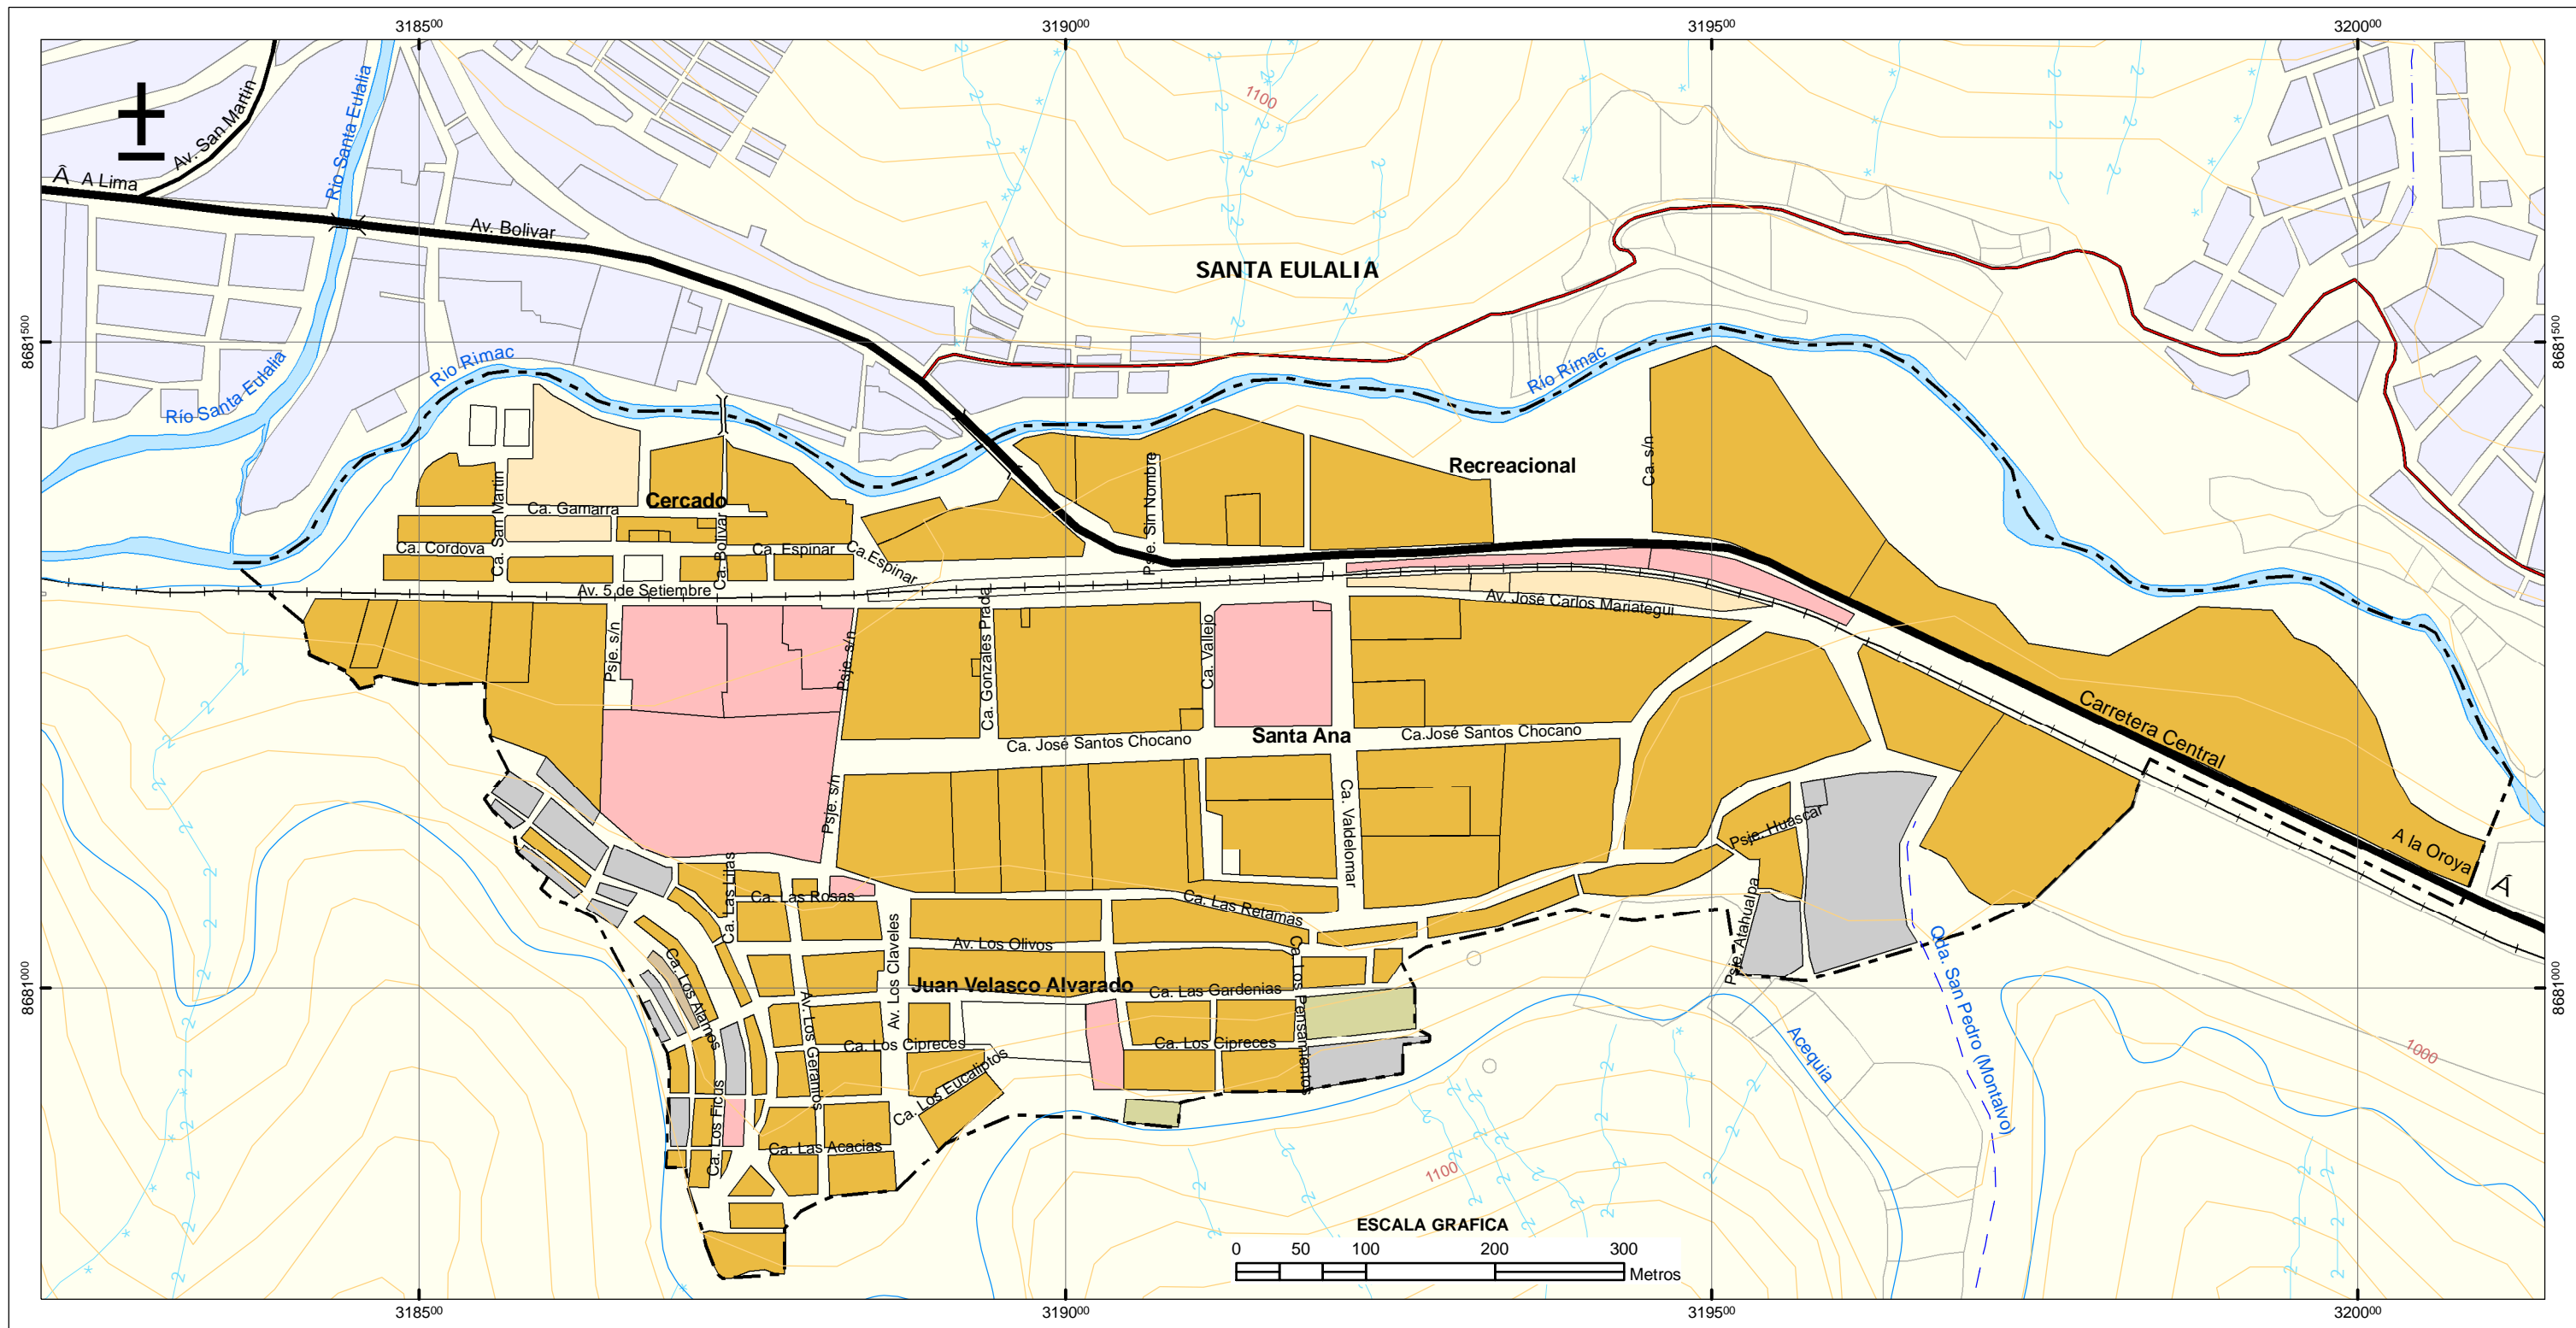 318500
319000
319500
320000
Río Santa Eulalia
Av. San Martin
Â A Lima
1100
Av. Bolivar
SANTA EULALIA
8681500
8681500
Río Rimac
Río Rimac
Río Santa Eulalia
Recreacional
Ca. s/n
Cercado
Ca. San Martin
Ca. Gamarra
Psje. Sin Nombre
Ca. Bolivar
Ca. Cordova
Ca. Espinar
Ca.Espinar
Av. 5 de Setiembre
Av. José Carlos Mariategui
Psje. s/n
Psje. s/n
Ca. Gonzales Prada
Ca. Vallejo
Carretera Central
Santa Ana
Ca. José Santos Chocano
Ca.José Santos Chocano
Psje. s/n
Ca. Valdelomar
Psje. Huascar
A la Oroya
Â
Ca. Las Lilas
Ca. Las Rosas
Ca. Las Retamas
Psje. Atahualpa
Av. Los Claveles
Av. Los Olivos
Ca. Los Pensamientos
Qda. San Pedro (Montalvo)
Ca. Los Alamos
Juan Velasco Alvarado
Ca. Las Gardenias
8681000
8681000
Av. Los Geranios
Ca. Los Cipreces
Ca. Los Cipreces
Acequia
1000
Ca. Los Eucaliptos
Ca. Los Ficus
Ca. Las Acacias
1100
ESCALA GRAFICA
0 50 100 200 300
Metros
318500
319000
319500
320000